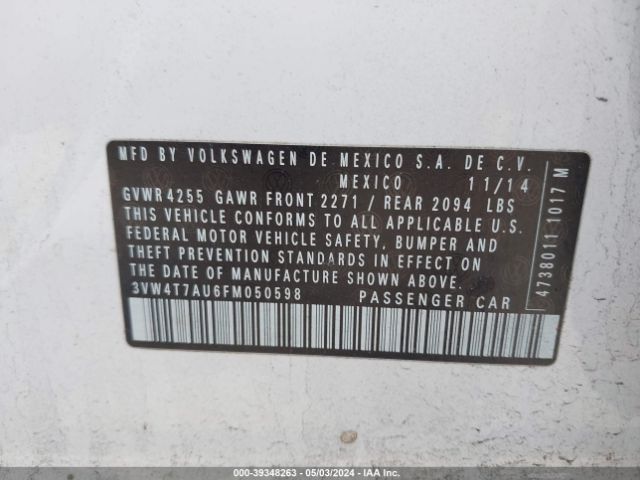 MFD BY VOLKSWAGEN DE MEXICO S.A. DE C.V.
MEXICO 11/14
GVWR 4255 GAWR FRONT 2271 / REAR 2094 LBS
THIS VEHICLE CONFORMS TO ALL APPLICABLE U.S.
FEDERAL MOTOR VEHICLE SAFETY, BUMPER AND
THEFT PREVENTION STANDARDS IN EFFECT ON
THE DATE OF MANUFACTURE SHOWN ABOVE.
3VW4T7AU6FM050598 PASSENGER CAR
4738011 1017 M
000-39348263 - 05/03/2024 - IAA Inc.